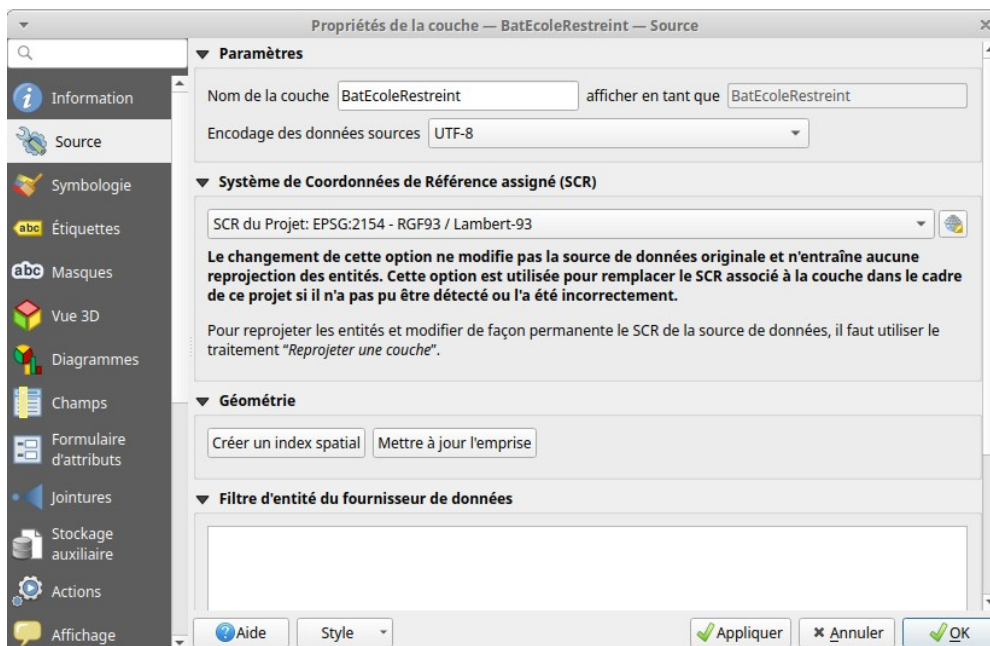 Propriétés de la couche — BatEcoleRestreint — Source
Information
Source
Symbologie
abc Étiquettes
abc Masques
Vue 3D
Diagrammes
Champs
Formulaire
d'attributs
Jointures
Stockage
auxiliaire
Actions
Affichage
Paramètres
Nom de la couche BatEcoleRestreint afficher en tant que BatEcoleRestreint
Encodage des données sources UTF-8
Système de Coordonnées de Référence assigné (SCR)
SCR du Projet: EPSG:2154 - RGF93 / Lambert-93
Le changement de cette option ne modifie pas la source de données originale et n'entraîne aucune
reprojection des entités. Cette option est utilisée pour remplacer le SCR associé à la couche dans le cadre
de ce projet si il n'a pas pu être détecté ou l'a été incorrectement.
Pour reprojeter les entités et modifier de façon permanente le SCR de la source de données, il faut utiliser le
traitement “Reprojeter une couche”.
Géométrie
Créer un index spatial Mettre à jour l'emprise
Filtre d'entité du fournisseur de données
Aide Style Appliquer Annuler OK